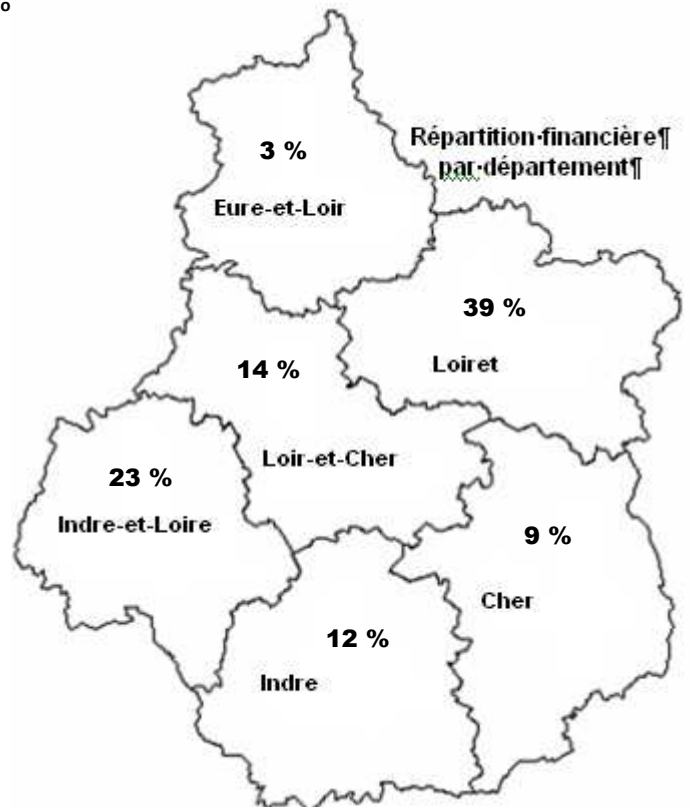 o
3 %
Répartition·financière¶
par·département¶
Eure-et-Loir
39 %
Loiret
14 %
Loir-et-Cher
23 %
Indre-et-Loire
9 %
Cher
12 %
Indre